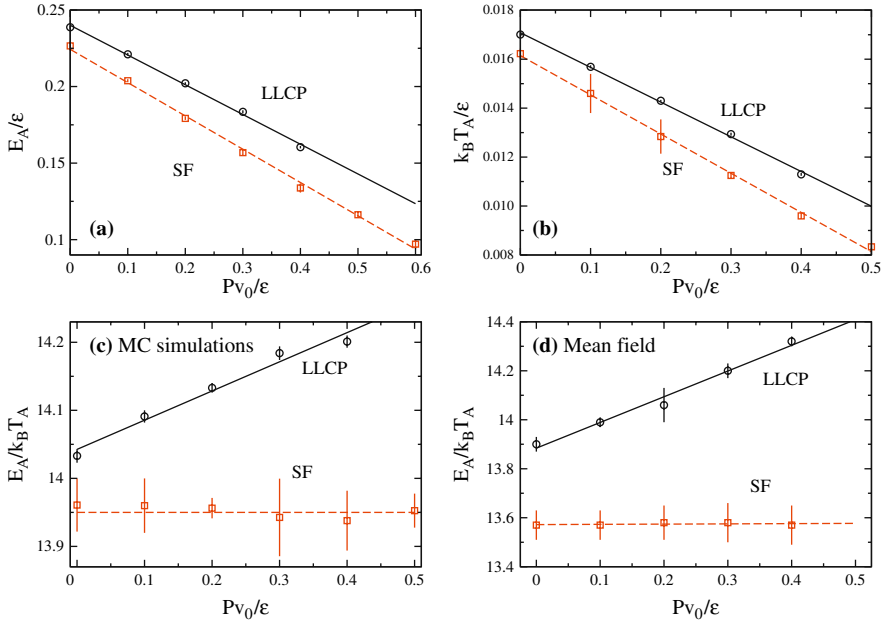 0.25
0.2
0.15
0.1
E_A/ε
LLCP
SF
(a)
0 0.1 0.2 0.3 0.4 0.5 0.6
Pv_0/ε
0.018
0.016
0.014
0.012
0.010
0.008
k_BT_A/ε
LLCP
SF
(b)
0 0.1 0.2 0.3 0.4 0.5
Pv_0/ε
14.2
14.1
14
13.9
E_A/k_BT_A
(c) MC simulations
LLCP
SF
0 0.1 0.2 0.3 0.4 0.5
Pv_0/ε
14.4
14.2
14
13.8
13.6
13.4
E_A/k_BT_A
(d) Mean field
LLCP
SF
0 0.1 0.2 0.3 0.4 0.5
Pv_0/ε